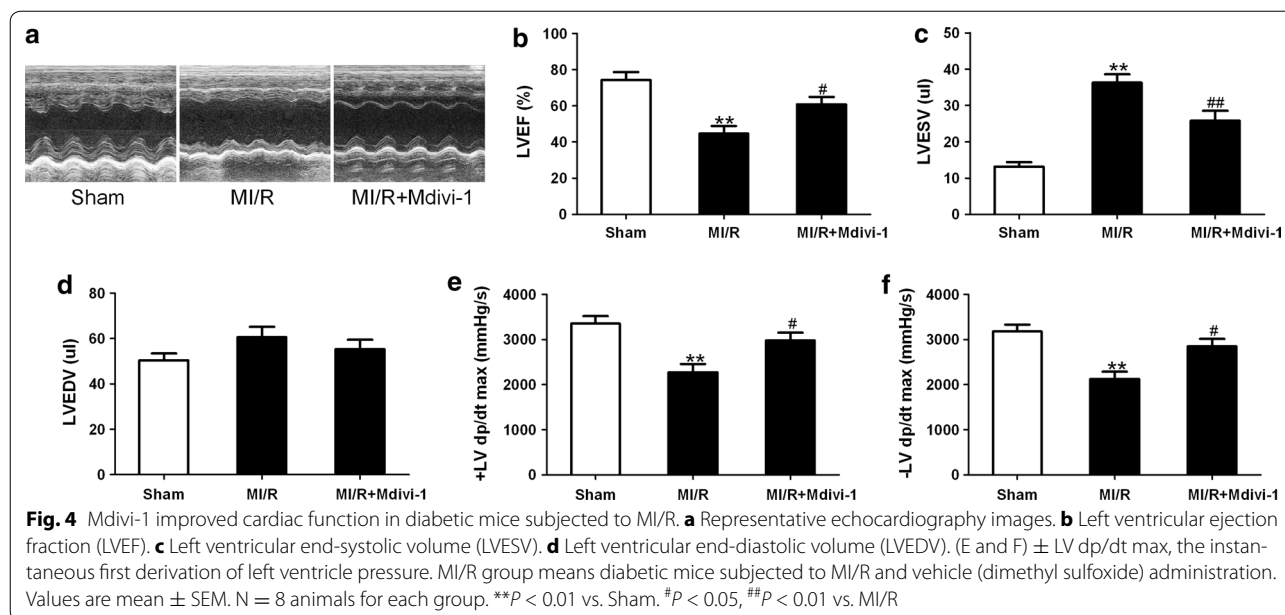 a
Sham MI/R MI/R+Mdivi-1
b
LVEF (%)
100
80
60
40
20
0
**
#
Sham MI/R MI/R+Mdivi-1
c
LVESV (ul)
50
40
30
20
10
0
**
##
Sham MI/R MI/R+Mdivi-1
d
LVEDV (ul)
80
60
40
20
0
Sham MI/R MI/R+Mdivi-1
e
+LV dp/dt max (mmHg/s)
4000
3000
2000
1000
0
**
#
Sham MI/R MI/R+Mdivi-1
f
-LV dp/dt max (mmHg/s)
4000
3000
2000
1000
0
**
#
Sham MI/R MI/R+Mdivi-1
Fig. 4 Mdivi-1 improved cardiac function in diabetic mice subjected to MI/R. a Representative echocardiography images. b Left ventricular ejection
fraction (LVEF). c Left ventricular end-systolic volume (LVESV). d Left ventricular end-diastolic volume (LVEDV). (E and F) ± LV dp/dt max, the instan-
taneous first derivation of left ventricle pressure. MI/R group means diabetic mice subjected to MI/R and vehicle (dimethyl sulfoxide) administration.
Values are mean ± SEM. N = 8 animals for each group. **P < 0.01 vs. Sham. #P < 0.05, ##P < 0.01 vs. MI/R